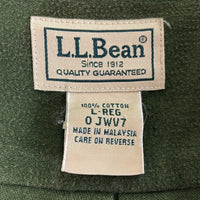 L.L.Bean®
Since 1912
QUALITY GUARANTEED
100% COTTON
L-REG
0 JWV7
MADE IN MALAYSIA
CARE ON REVERSE